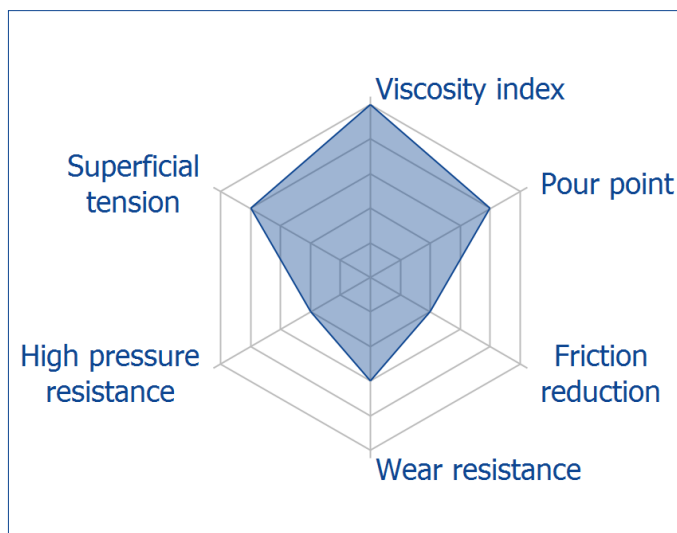 Viscosity index
Superficial
tension
Pour point
High pressure
resistance
Friction
reduction
Wear resistance